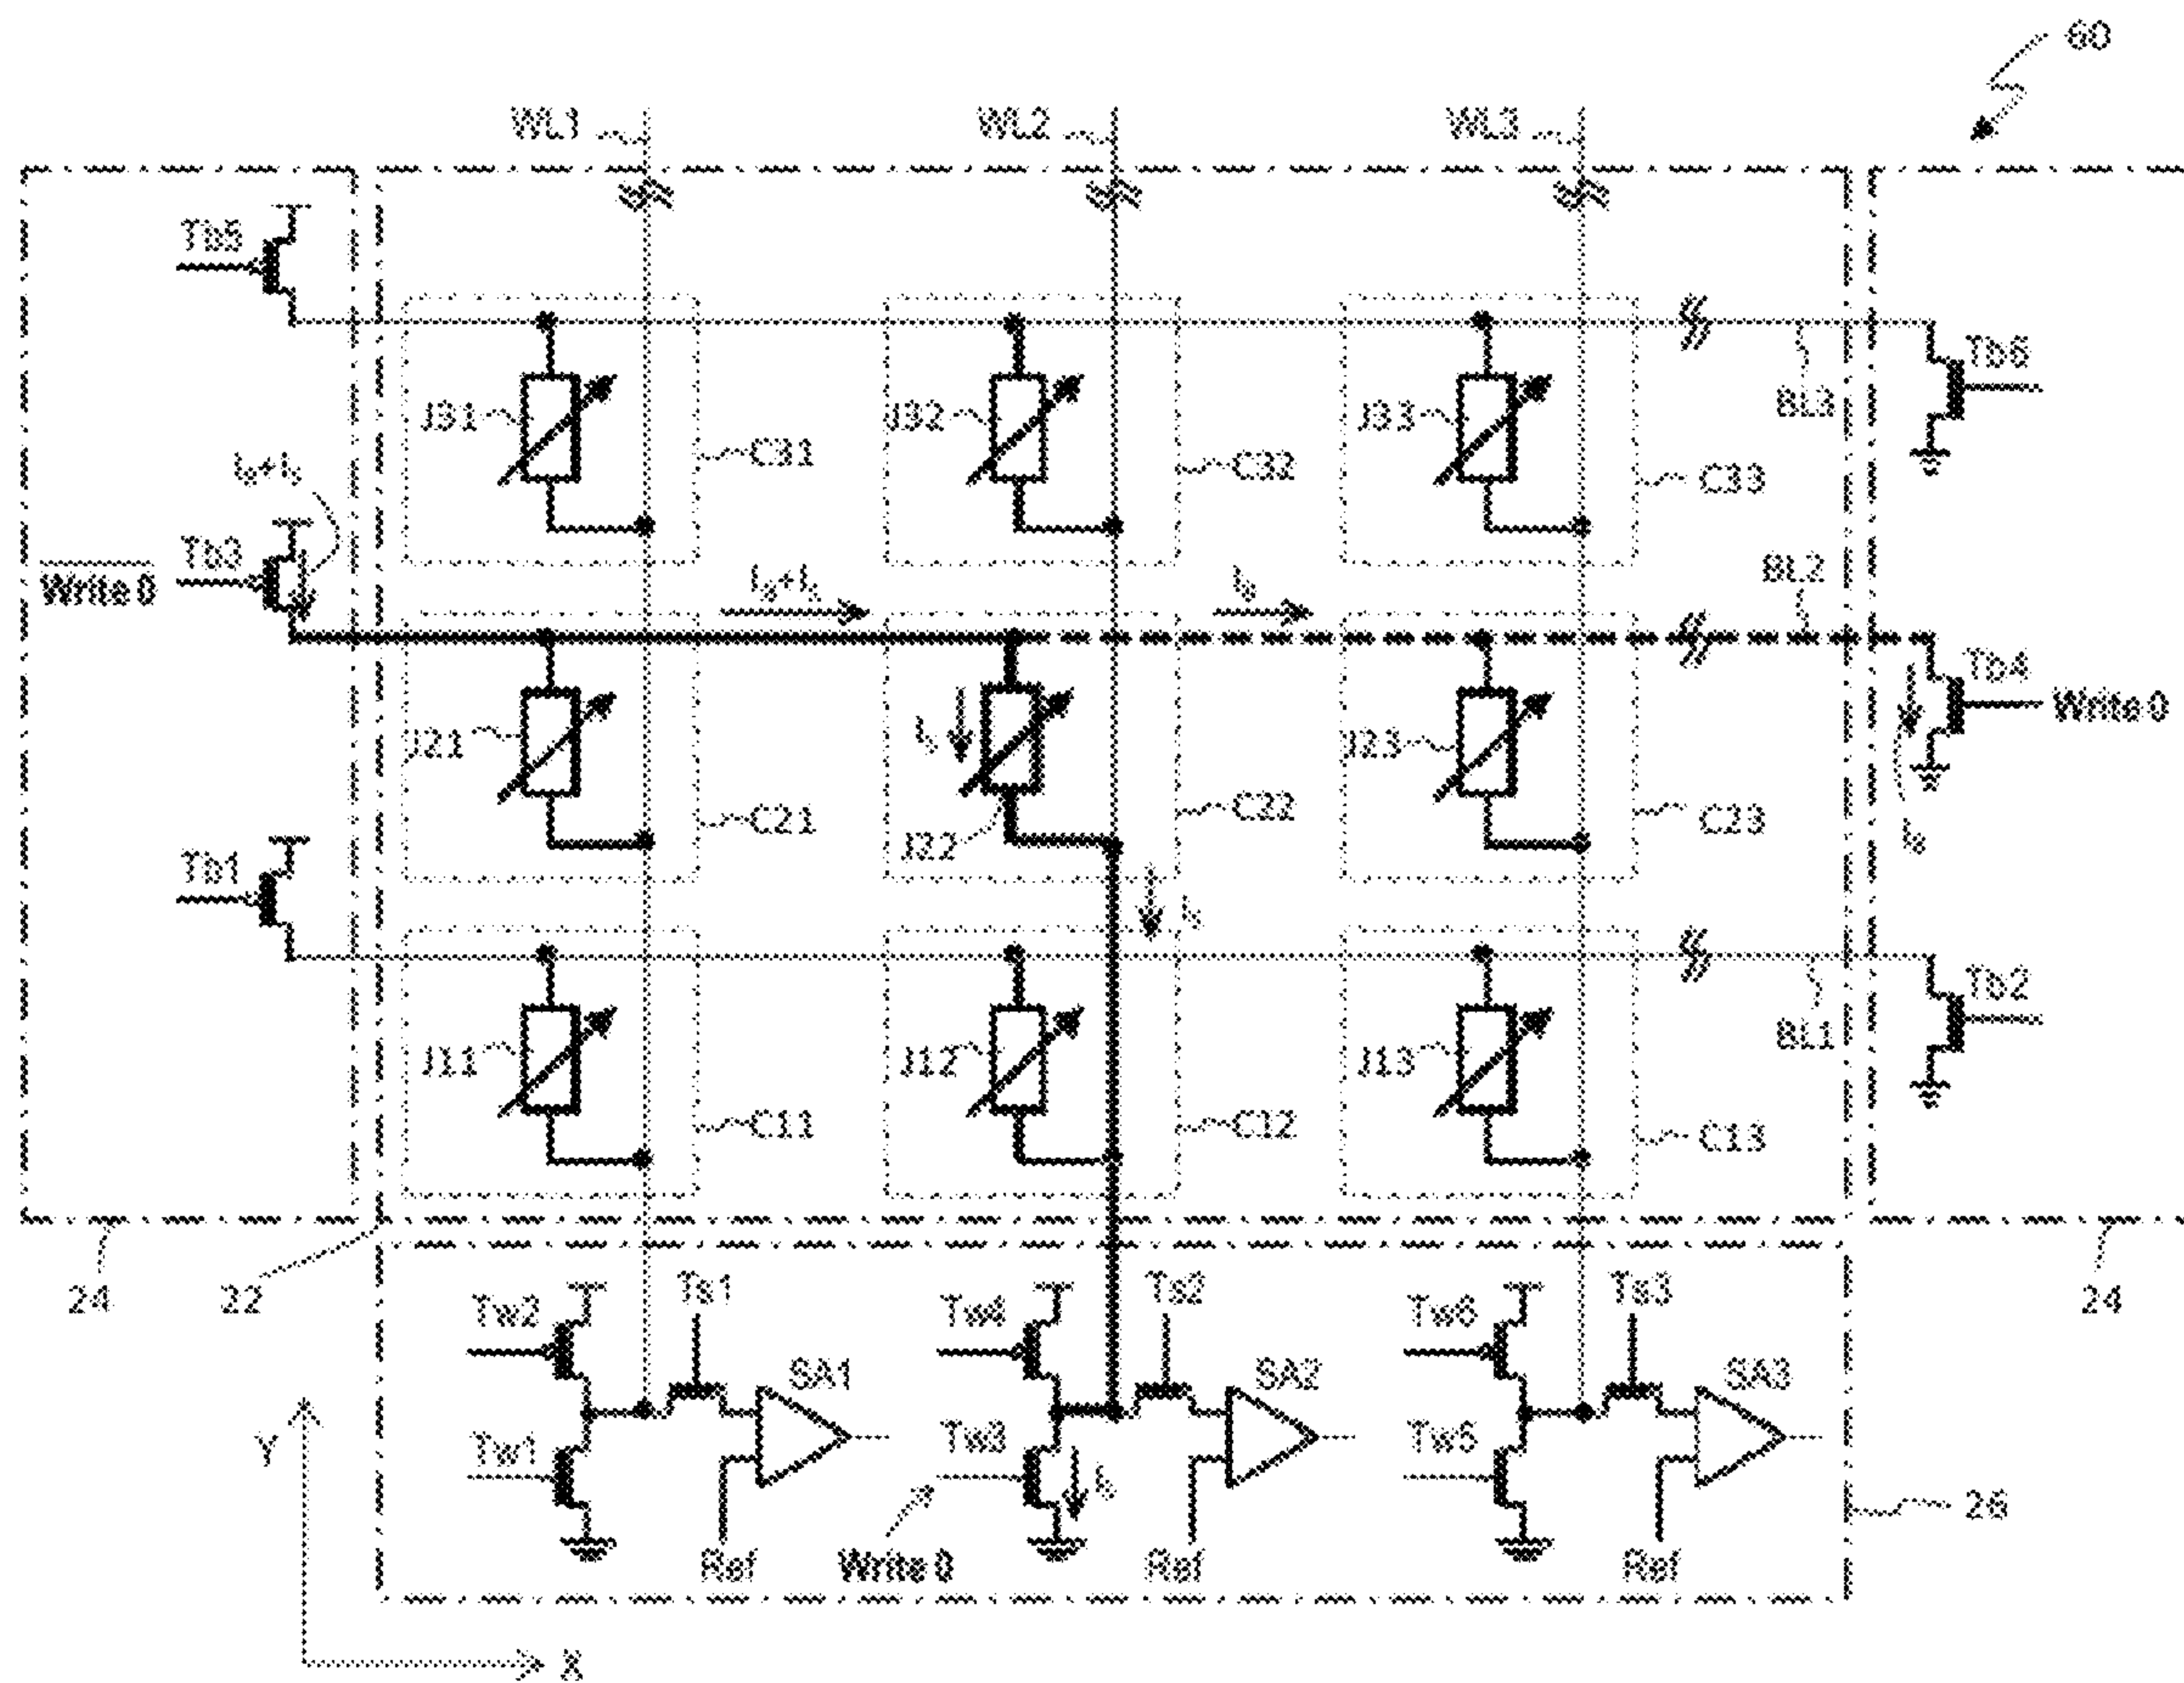 60
WL1 WL2 WL3
Tb5
Tb6
BL3
J31 J32 J33
C31 C32 C33
Tb3
Write 0
BL2
Tb4
Write 0
J21 J23
J22
C21 C22 C23
Tb1
Tb2
BL1
J11 J12 J13
C11 C12 C13
24 22 24
Tw2 Ts1 Tw4 Ts2 Tw6 Ts3
SA1 SA2 SA3
Y Tw1 Tw3 Tw5
26
Ref Write 0 Ref Ref
X